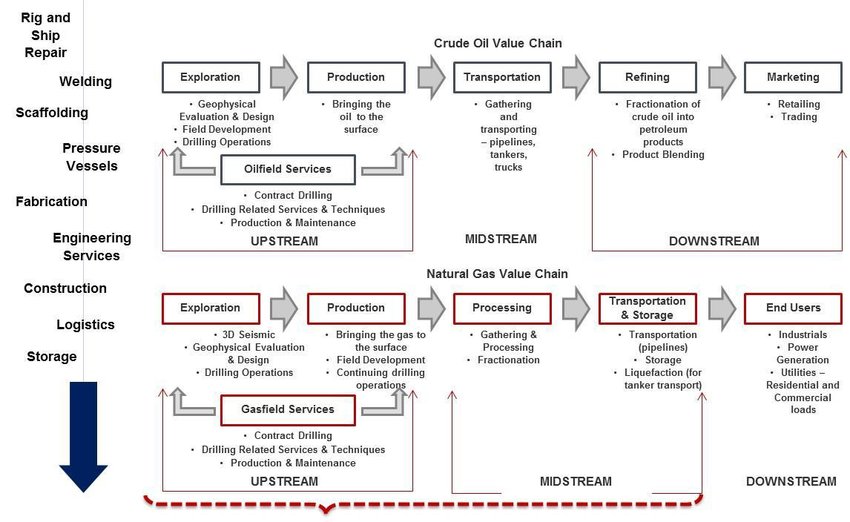 Rig and
Ship
Repair
Welding
Scaffolding
Pressure
Vessels
Fabrication
Engineering
Services
Construction
Logistics
Storage
Crude Oil Value Chain
Exploration
• Geophysical
Evaluation & Design
• Field Development
• Drilling Operations
Production
• Bringing the
oil to the
surface
Transportation
• Gathering
and
transporting
– pipelines,
tankers,
trucks
Refining
• Fractionation of
crude oil into
petroleum
products
• Product Blending
Marketing
• Retailing
• Trading
Oilfield Services
• Contract Drilling
• Drilling Related Services & Techniques
• Production & Maintenance
UPSTREAM
MIDSTREAM
DOWNSTREAM
Natural Gas Value Chain
Exploration
• 3D Seismic
• Geophysical Evaluation
& Design
• Drilling Operations
Production
• Bringing the gas to
the surface
• Field Development
• Continuing drilling
operations
Processing
• Gathering &
Processing
• Fractionation
Transportation
& Storage
• Transportation
(pipelines)
• Storage
• Liquefaction (for
tanker transport)
End Users
• Industrials
• Power
Generation
• Utilities –
Residential and
Commercial
loads
Gasfield Services
• Contract Drilling
• Drilling Related Services & Techniques
• Production & Maintenance
UPSTREAM
MIDSTREAM
DOWNSTREAM